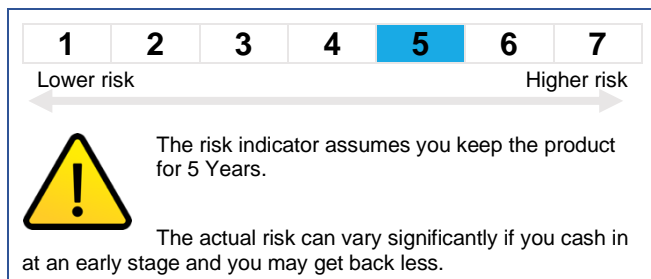 1 2 3 4 5 6 7
Lower risk Higher risk
The risk indicator assumes you keep the product
for 5 Years.
The actual risk can vary significantly if you cash in
at an early stage and you may get back less.